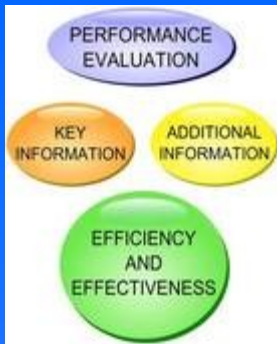 PERFORMANCE
EVALUATION
KEY
INFORMATION
ADDITIONAL
INFORMATION
EFFICIENCY
AND
EFFECTIVENESS